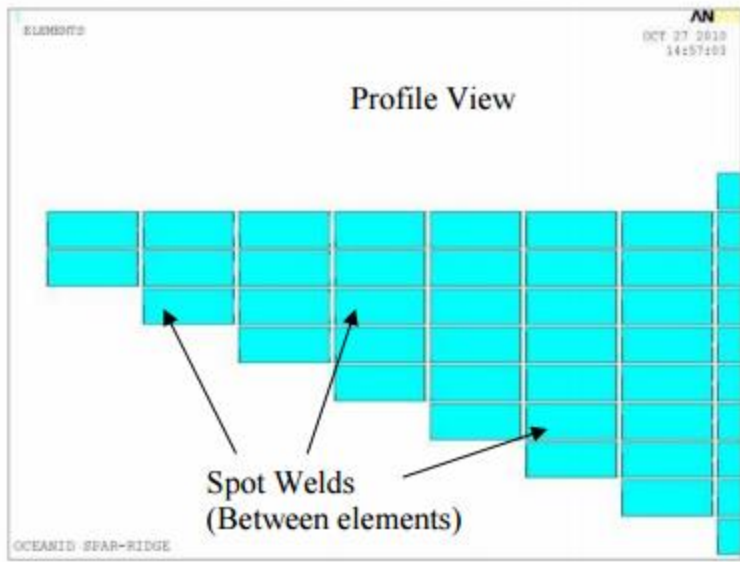 ELEMENTS
AN
OCT 27 2010
14:57:03
Profile View
Spot Welds
(Between elements)
OCEANID SPAR-RIDGE